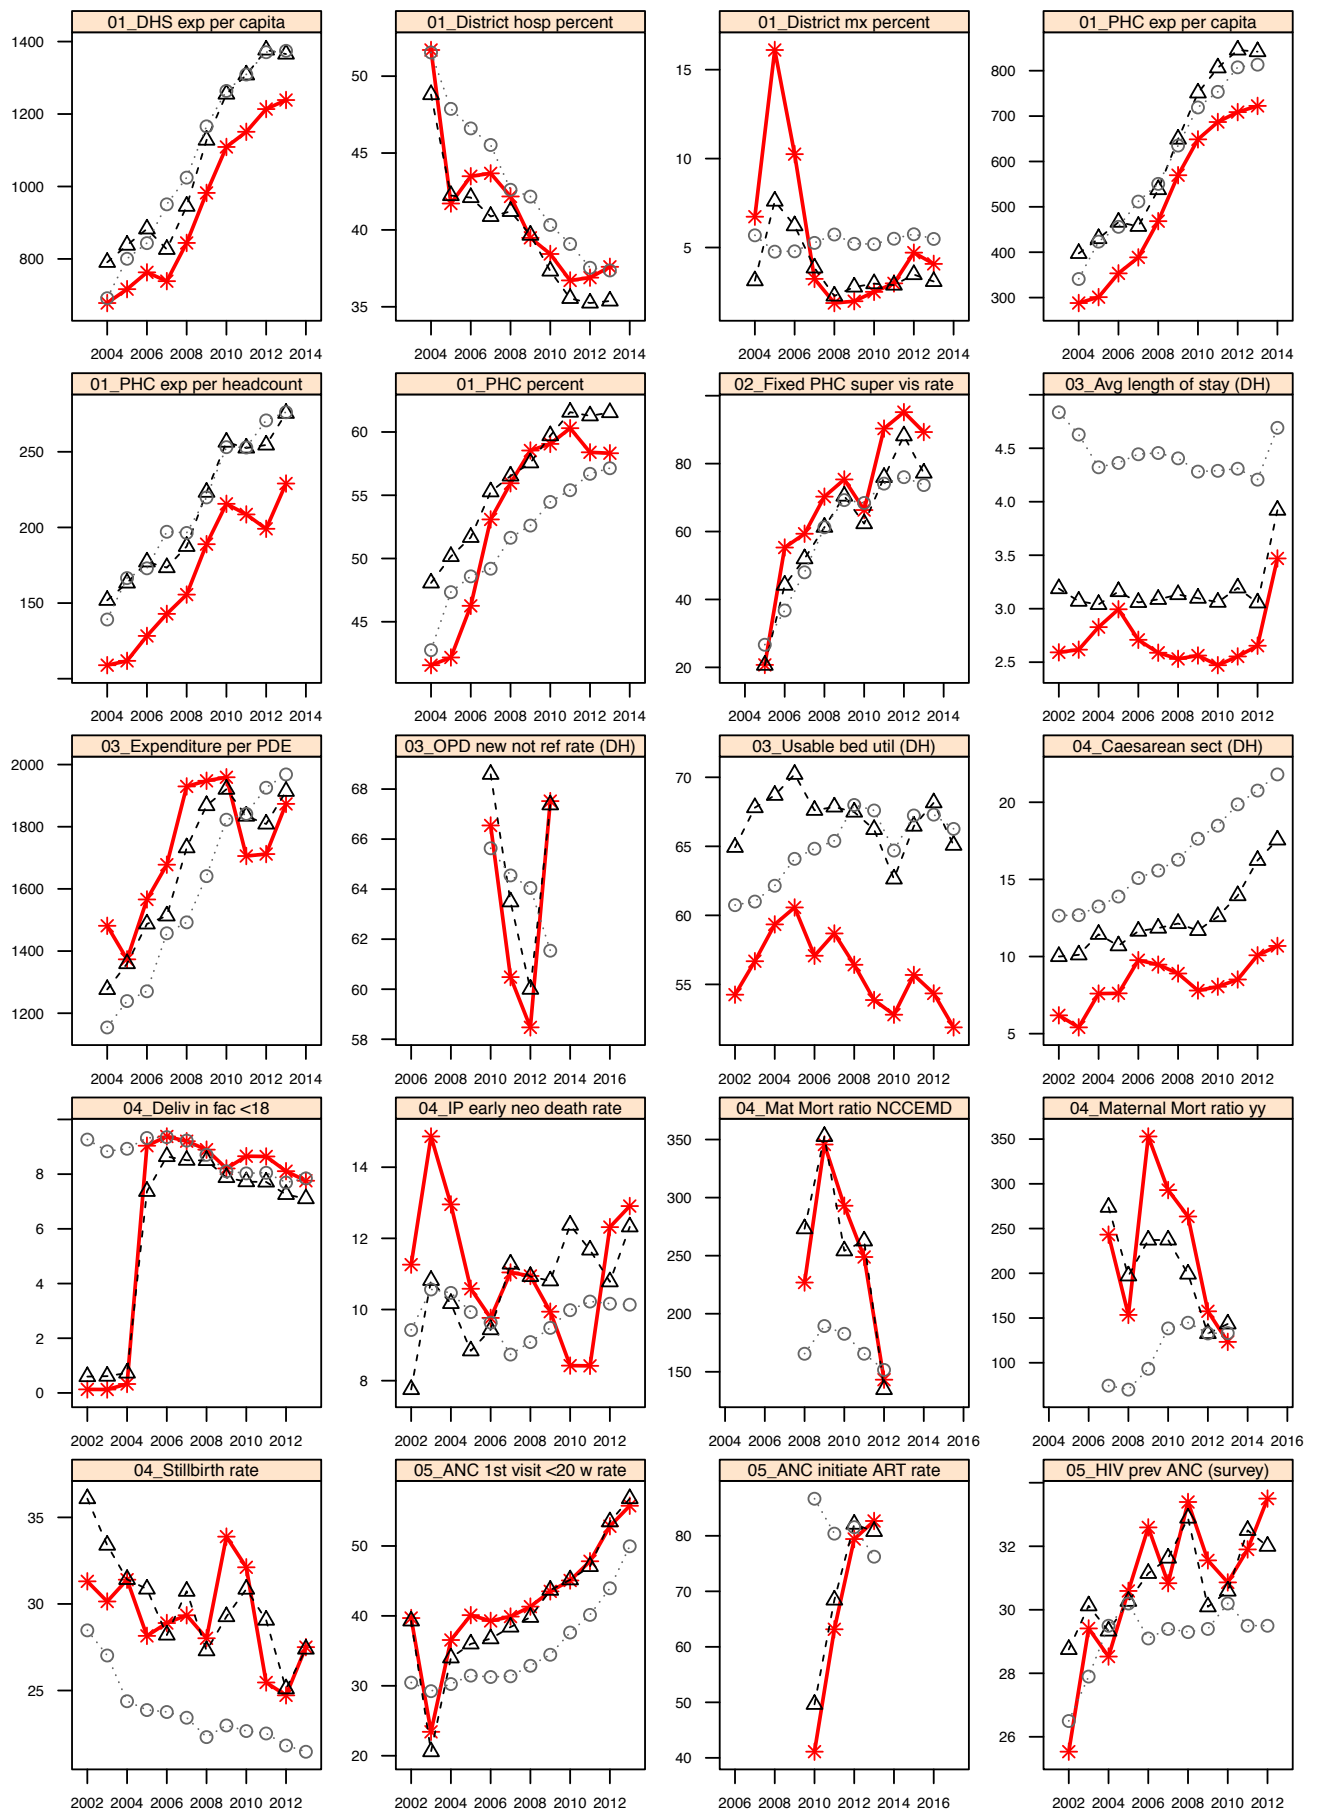 01_DHS exp per capita
1400
1200
1000
800
2004 2006 2008 2010 2012 2014
01_District hosp percent
50
45
40
35
2004 2006 2008 2010 2012 2014
01_District mx percent
15
10
5
2004 2006 2008 2010 2012 2014
01_PHC exp per capita
800
700
600
500
400
300
2004 2006 2008 2010 2012 2014
01_PHC exp per headcount
250
200
150
2004 2006 2008 2010 2012 2014
01_PHC percent
60
55
50
45
2004 2006 2008 2010 2012 2014
02_Fixed PHC super vis rate
80
60
40
20
2004 2006 2008 2010 2012 2014
03_Avg length of stay (DH)
4.5
4.0
3.5
3.0
2.5
2002 2004 2006 2008 2010 2012
03_Expenditure per PDE
2000
1800
1600
1400
1200
2004 2006 2008 2010 2012 2014
03_OPD new not ref rate (DH)
68
66
64
62
60
58
2006 2008 2010 2012 2014 2016
03_Usable bed util (DH)
70
65
60
55
2002 2004 2006 2008 2010 2012
04_Caesarean sect (DH)
20
15
10
5
2002 2004 2006 2008 2010 2012
04_Deliv in fac <18
8
6
4
2
0
2002 2004 2006 2008 2010 2012
04_IP early neo death rate
14
12
10
8
2002 2004 2006 2008 2010 2012
04_Mat Mort ratio NCCEMD
350
300
250
200
150
2004 2006 2008 2010 2012 2014 2016
04_Maternal Mort ratio yy
350
300
250
200
150
100
2004 2006 2008 2010 2012 2014 2016
04_Stillbirth rate
35
30
25
2002 2004 2006 2008 2010 2012
05_ANC 1st visit <20 w rate
50
40
30
20
2002 2004 2006 2008 2010 2012
05_ANC initiate ART rate
80
70
60
50
40
2006 2008 2010 2012 2014 2016
05_HIV prev ANC (survey)
32
30
28
26
2002 2004 2006 2008 2010 2012